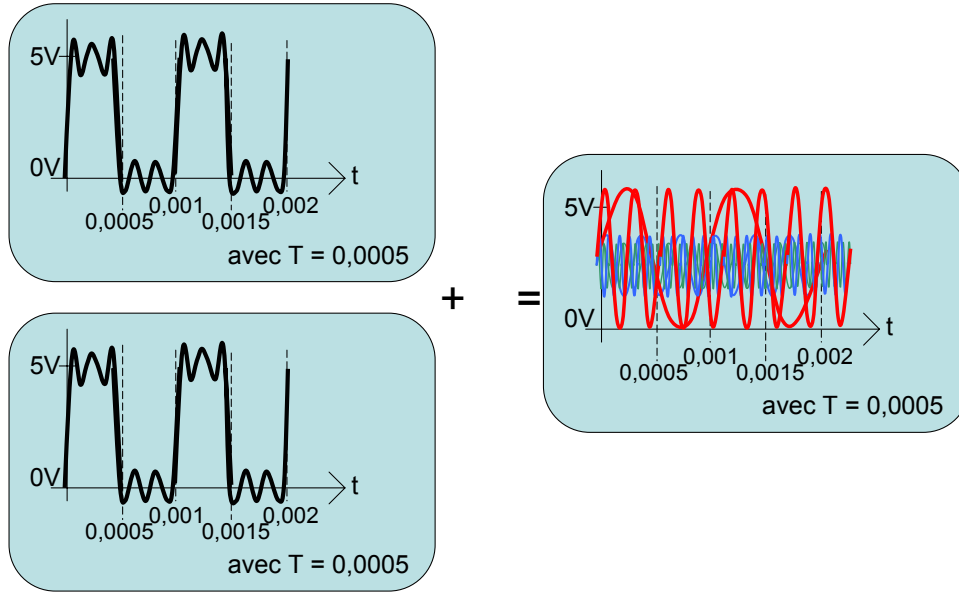 5V
0V
t
0,0005
0,001
0,0015
0,002
avec T = 0,0005
+ =
5V
0V
t
0,0005
0,001
0,0015
0,002
avec T = 0,0005
5V
0V
t
0,0005
0,001
0,0015
0,002
avec T = 0,0005